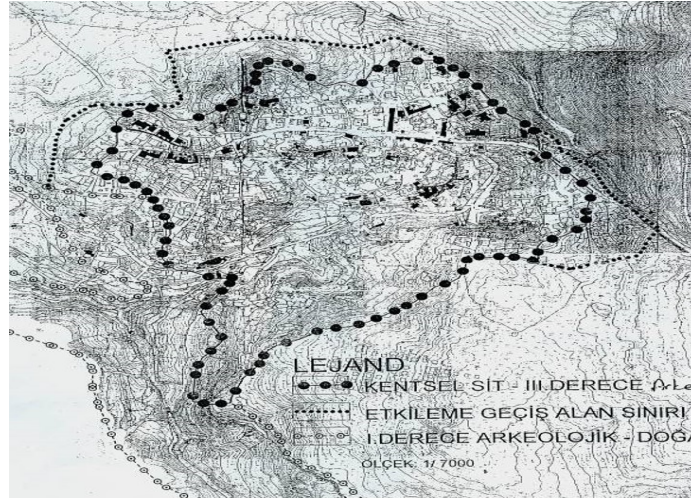 LEJAND
KENTSEL SİT - III.DERECE
ETKİLEME GEÇİŞ ALAN SINIRI
I.DERECE ARKEOLOJİK - DOĞA
ÖLÇEK: 1/7000